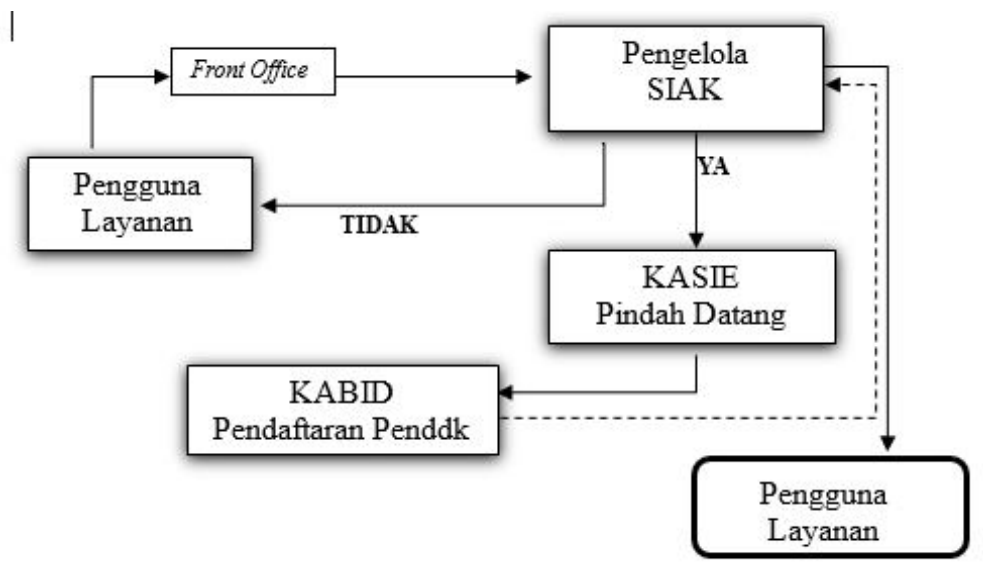 Front Office
Pengelola
SIAK
Pengguna
Layanan
YA
TIDAK
KASIE
Pindah Datang
KABID
Pendaftaran Penddk
Pengguna
Layanan